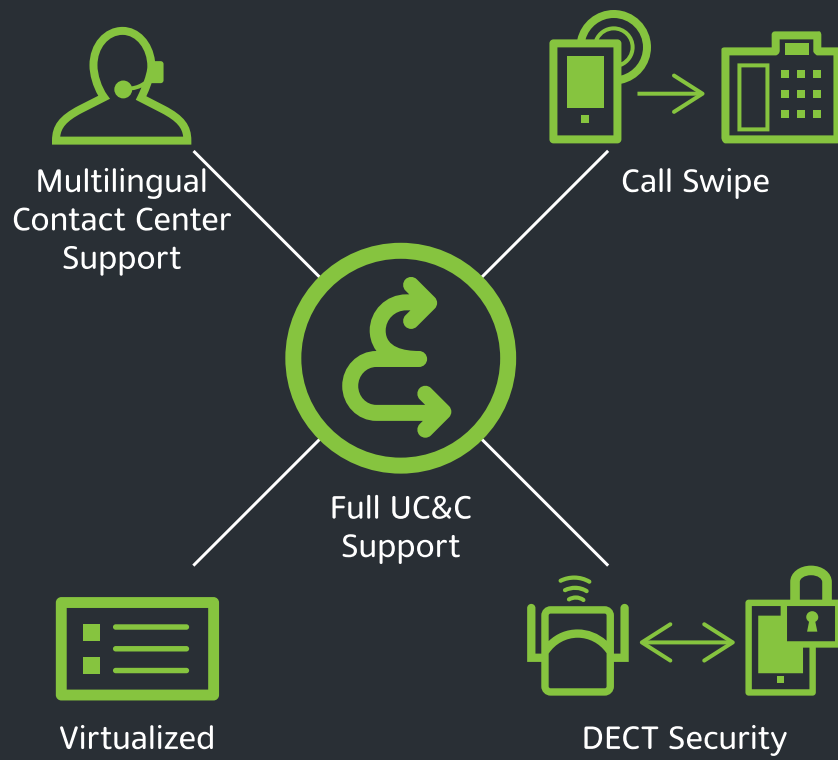 Multilingual
Contact Center
Support
Call Swipe
Full UC&C
Support
Virtualized
DECT Security